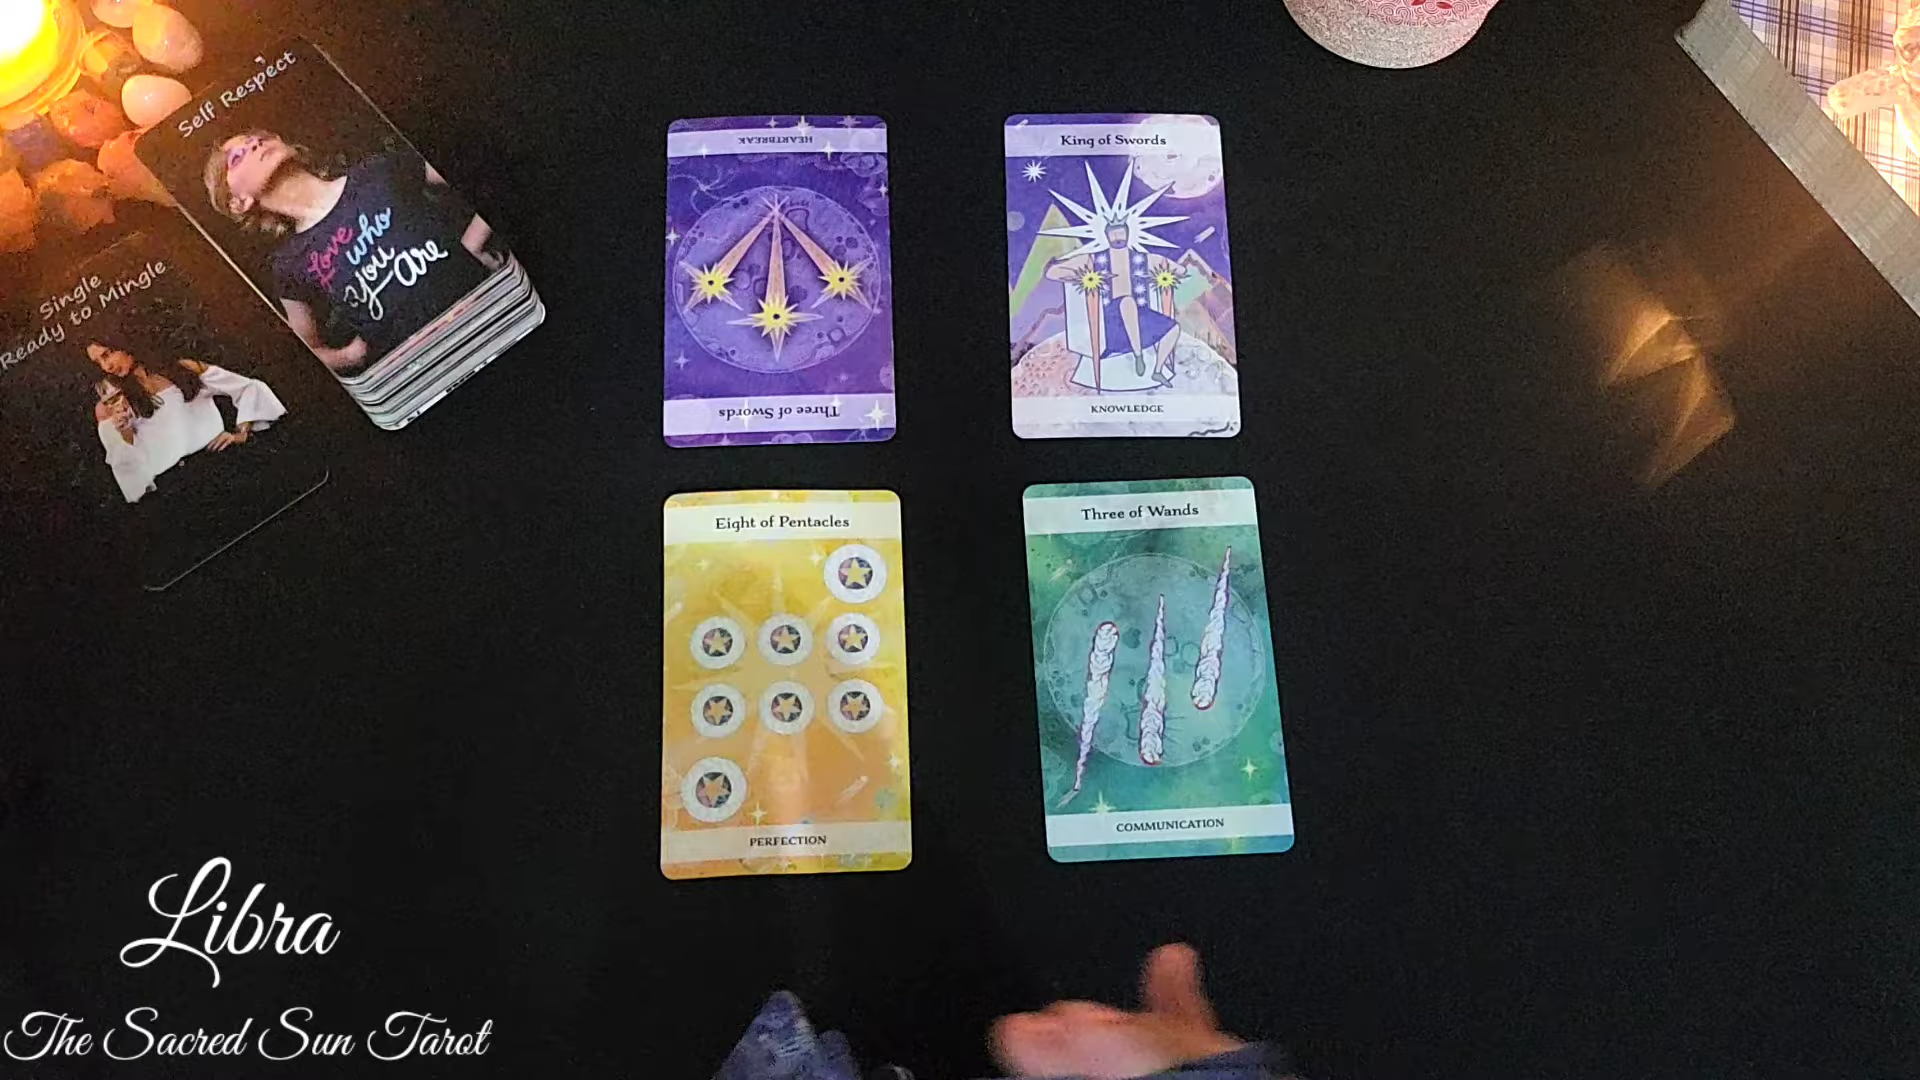 Self Respect
Love
who
you
are
Single
Ready to Mingle
HEARTBREAK
Three of Swords
King of Swords
KNOWLEDGE
Eight of Pentacles
PERFECTION
Three of Wands
COMMUNICATION
Libra
The Sacred Sun Tarot